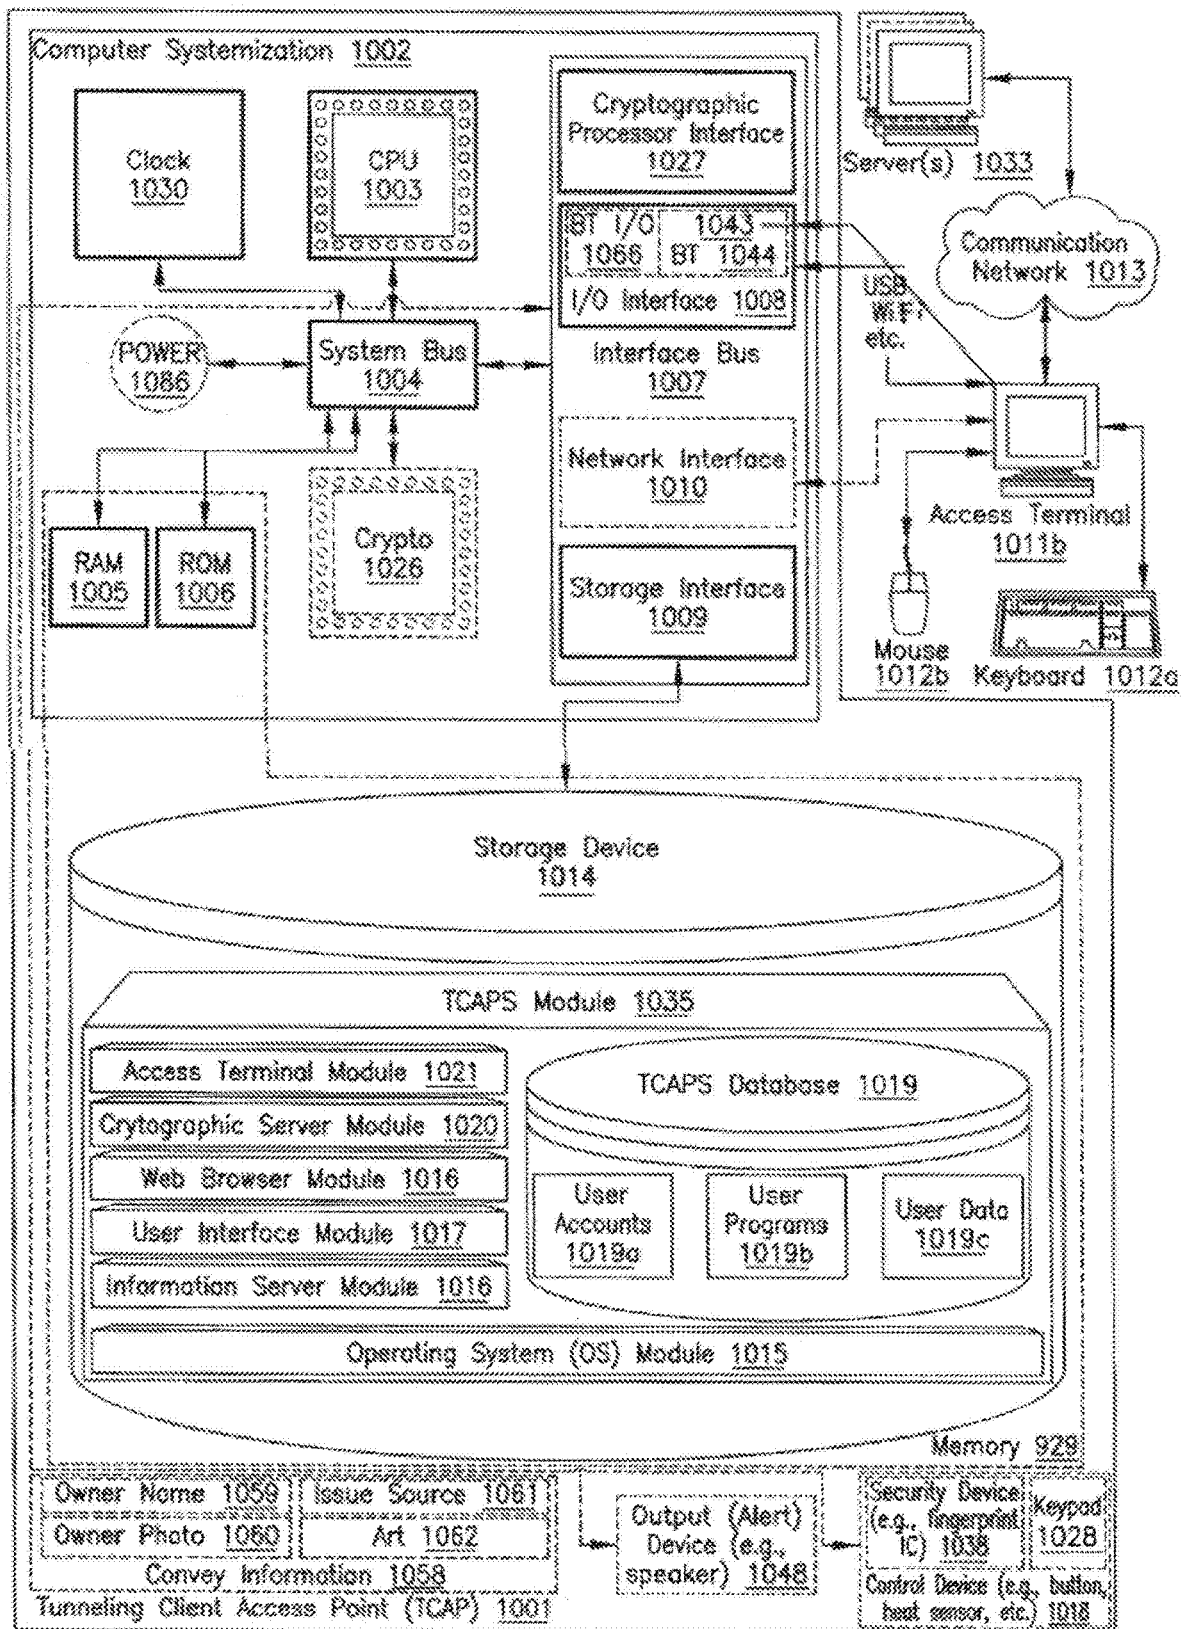 Computer Systemization 1002
Clock
1030
CPU
1003
Cryptographic
Processor Interface
1027
BT I/O
1066
1043
BT 1044
I/O Interface 1008
Interface Bus
1007
Network Interface
1010
Storage Interface
1009
POWER
1086
System Bus
1004
RAM
1005
ROM
1006
Crypto
1026
Server(s) 1033
Communication
Network 1013
USB,
WiFi
etc.
Access Terminal
1011b
Mouse
1012b
Keyboard 1012a
Storage Device
1014
TCAPS Module 1035
Access Terminal Module 1021
Crytographic Server Module 1020
Web Browser Module 1016
User Interface Module 1017
Information Server Module 1016
TCAPS Database 1019
User
Accounts
1019a
User
Programs
1019b
User Data
1019c
Operating System (OS) Module 1015
Memory 929
Owner Name 1059
Issue Source 1061
Owner Photo 1060
Art 1062
Convey Information 1058
Tunneling Client Access Point (TCAP) 1001
Output (Alert)
Device (e.g.,
speaker) 1048
Security Device
(e.g., fingerprint
IC) 1038
Keypad
1028
Control Device (e.g., button,
heat sensor, etc.) 1018